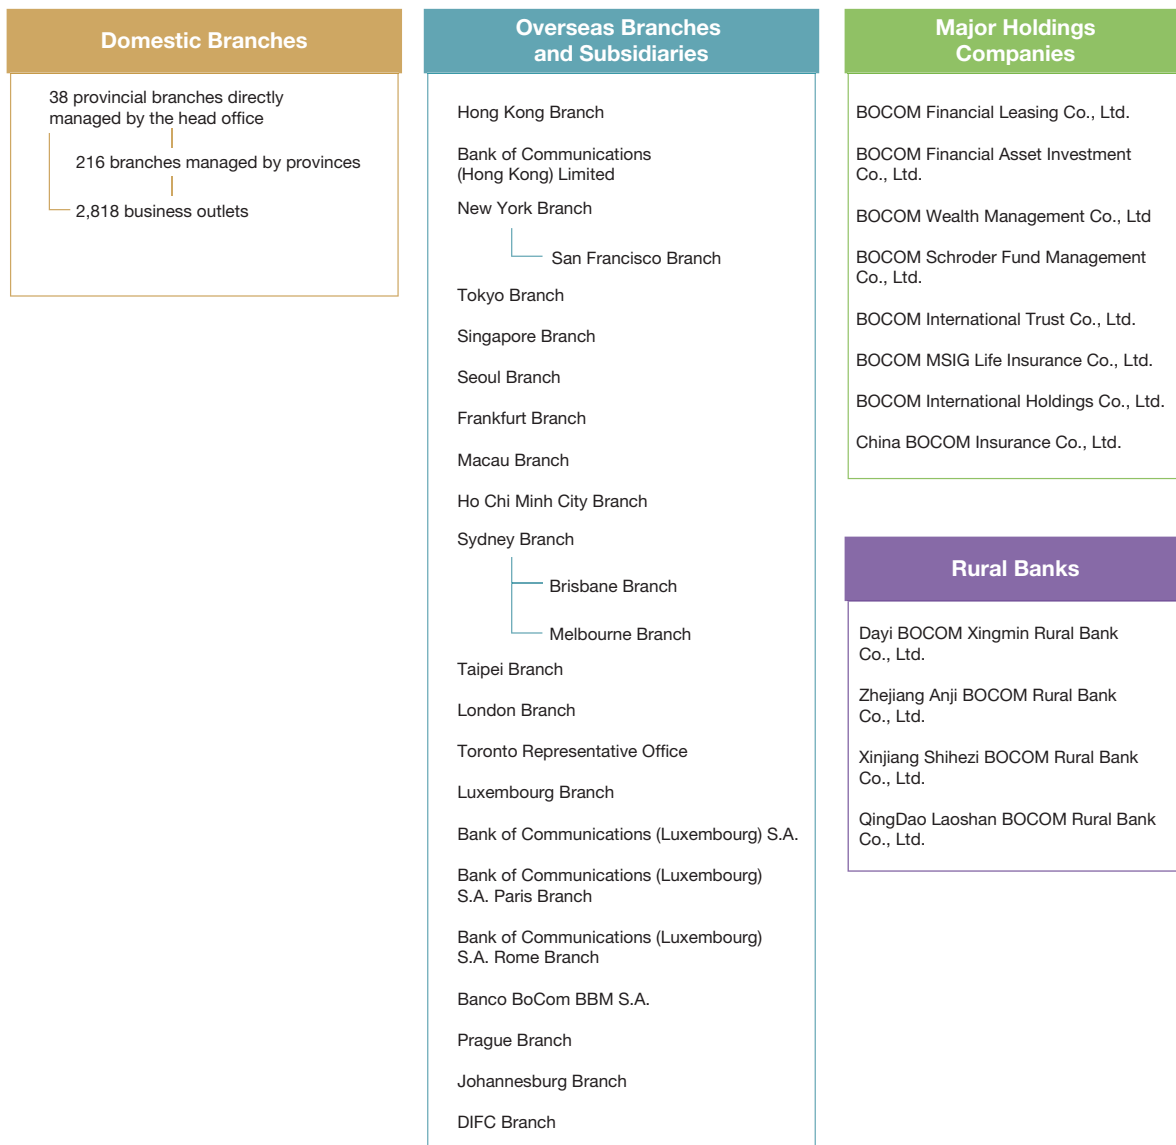 Domestic Branches
38 provincial branches directly
managed by the head office
216 branches managed by provinces
2,818 business outlets
Overseas Branches
and Subsidiaries
Hong Kong Branch
Bank of Communications
(Hong Kong) Limited
New York Branch
San Francisco Branch
Tokyo Branch
Singapore Branch
Seoul Branch
Frankfurt Branch
Macau Branch
Ho Chi Minh City Branch
Sydney Branch
Brisbane Branch
Melbourne Branch
Taipei Branch
London Branch
Toronto Representative Office
Luxembourg Branch
Bank of Communications (Luxembourg) S.A.
Bank of Communications (Luxembourg)
S.A. Paris Branch
Bank of Communications (Luxembourg)
S.A. Rome Branch
Banco BoCom BBM S.A.
Prague Branch
Johannesburg Branch
DIFC Branch
Major Holdings
Companies
BOCOM Financial Leasing Co., Ltd.
BOCOM Financial Asset Investment
Co., Ltd.
BOCOM Wealth Management Co., Ltd
BOCOM Schroder Fund Management
Co., Ltd.
BOCOM International Trust Co., Ltd.
BOCOM MSIG Life Insurance Co., Ltd.
BOCOM International Holdings Co., Ltd.
China BOCOM Insurance Co., Ltd.
Rural Banks
Dayi BOCOM Xingmin Rural Bank
Co., Ltd.
Zhejiang Anji BOCOM Rural Bank
Co., Ltd.
Xinjiang Shihezi BOCOM Rural Bank
Co., Ltd.
QingDao Laoshan BOCOM Rural Bank
Co., Ltd.